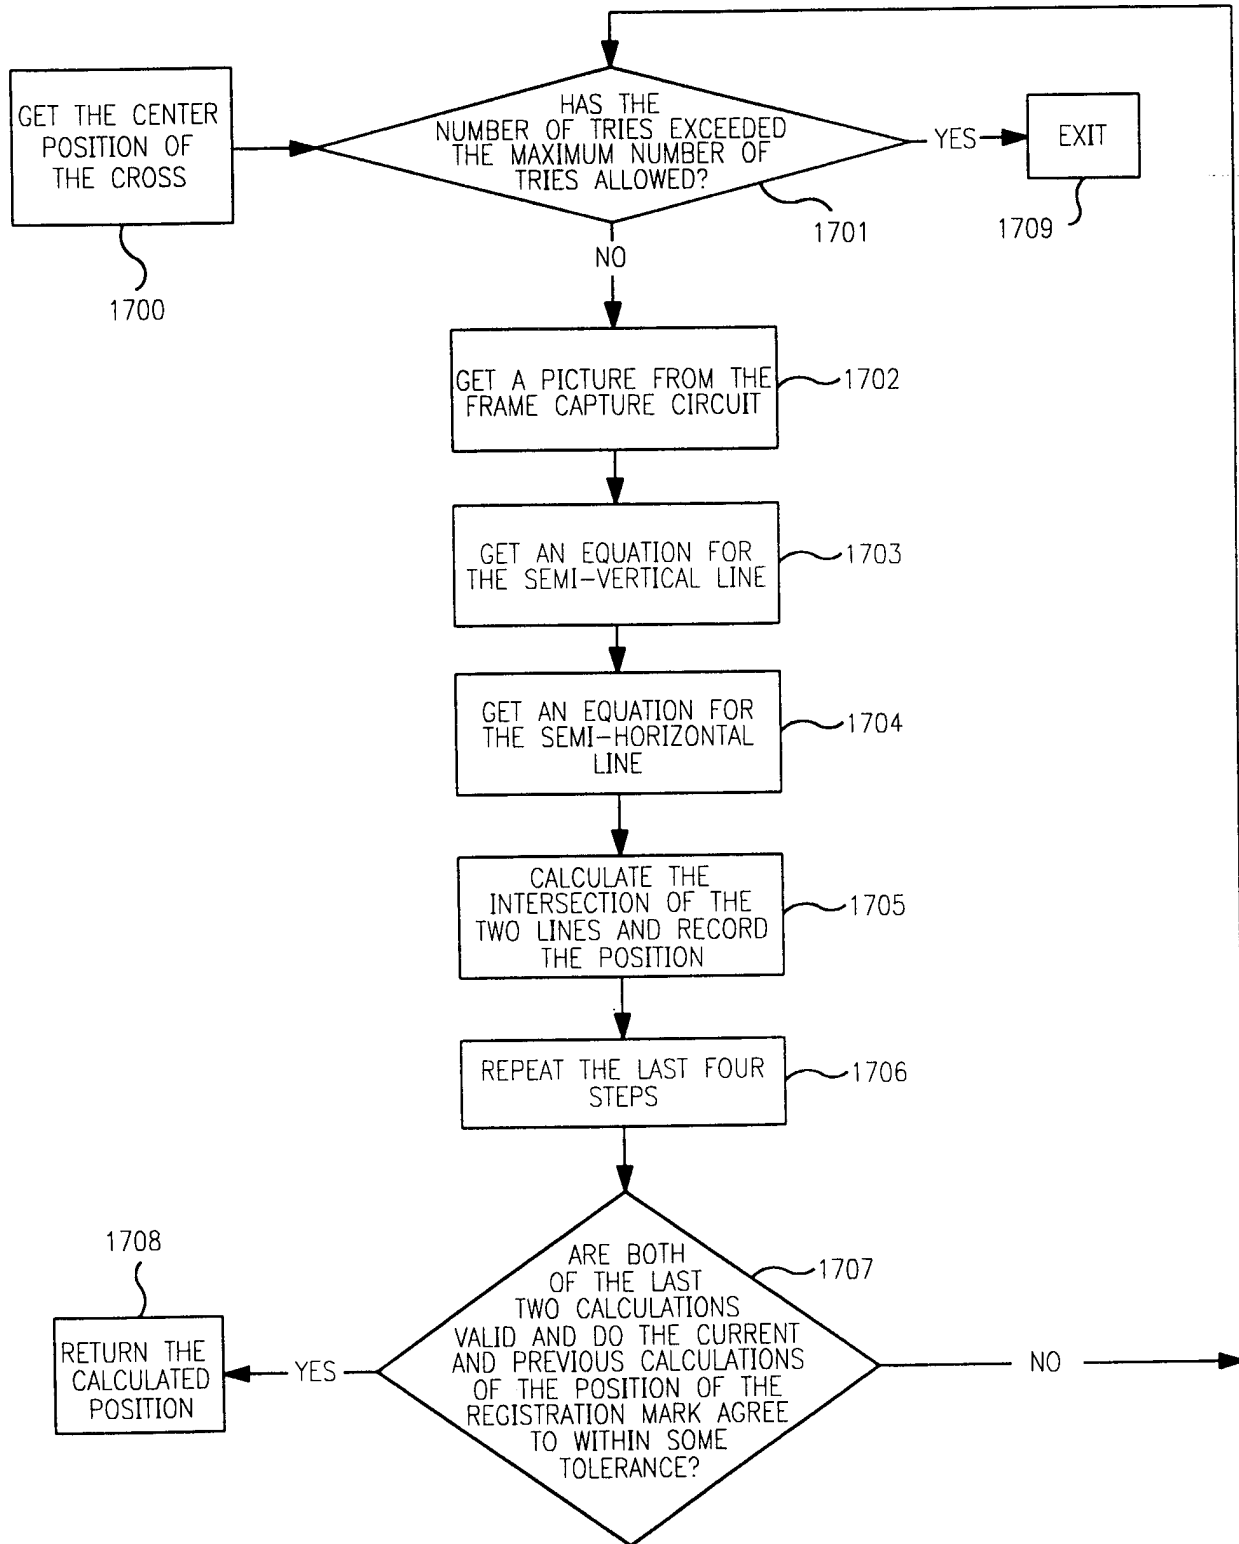 GET THE CENTER
POSITION OF
THE CROSS
1700
HAS THE
NUMBER OF TRIES EXCEEDED
THE MAXIMUM NUMBER OF
TRIES ALLOWED?
1701
YES
EXIT
1709
NO
GET A PICTURE FROM THE
FRAME CAPTURE CIRCUIT
1702
GET AN EQUATION FOR
THE SEMI-VERTICAL LINE
1703
GET AN EQUATION FOR
THE SEMI-HORIZONTAL
LINE
1704
CALCULATE THE
INTERSECTION OF THE
TWO LINES AND RECORD
THE POSITION
1705
REPEAT THE LAST FOUR
STEPS
1706
ARE BOTH
OF THE LAST
TWO CALCULATIONS
VALID AND DO THE CURRENT
AND PREVIOUS CALCULATIONS
OF THE POSITION OF THE
REGISTRATION MARK AGREE
TO WITHIN SOME
TOLERANCE?
1707
YES
1708
RETURN THE
CALCULATED
POSITION
NO